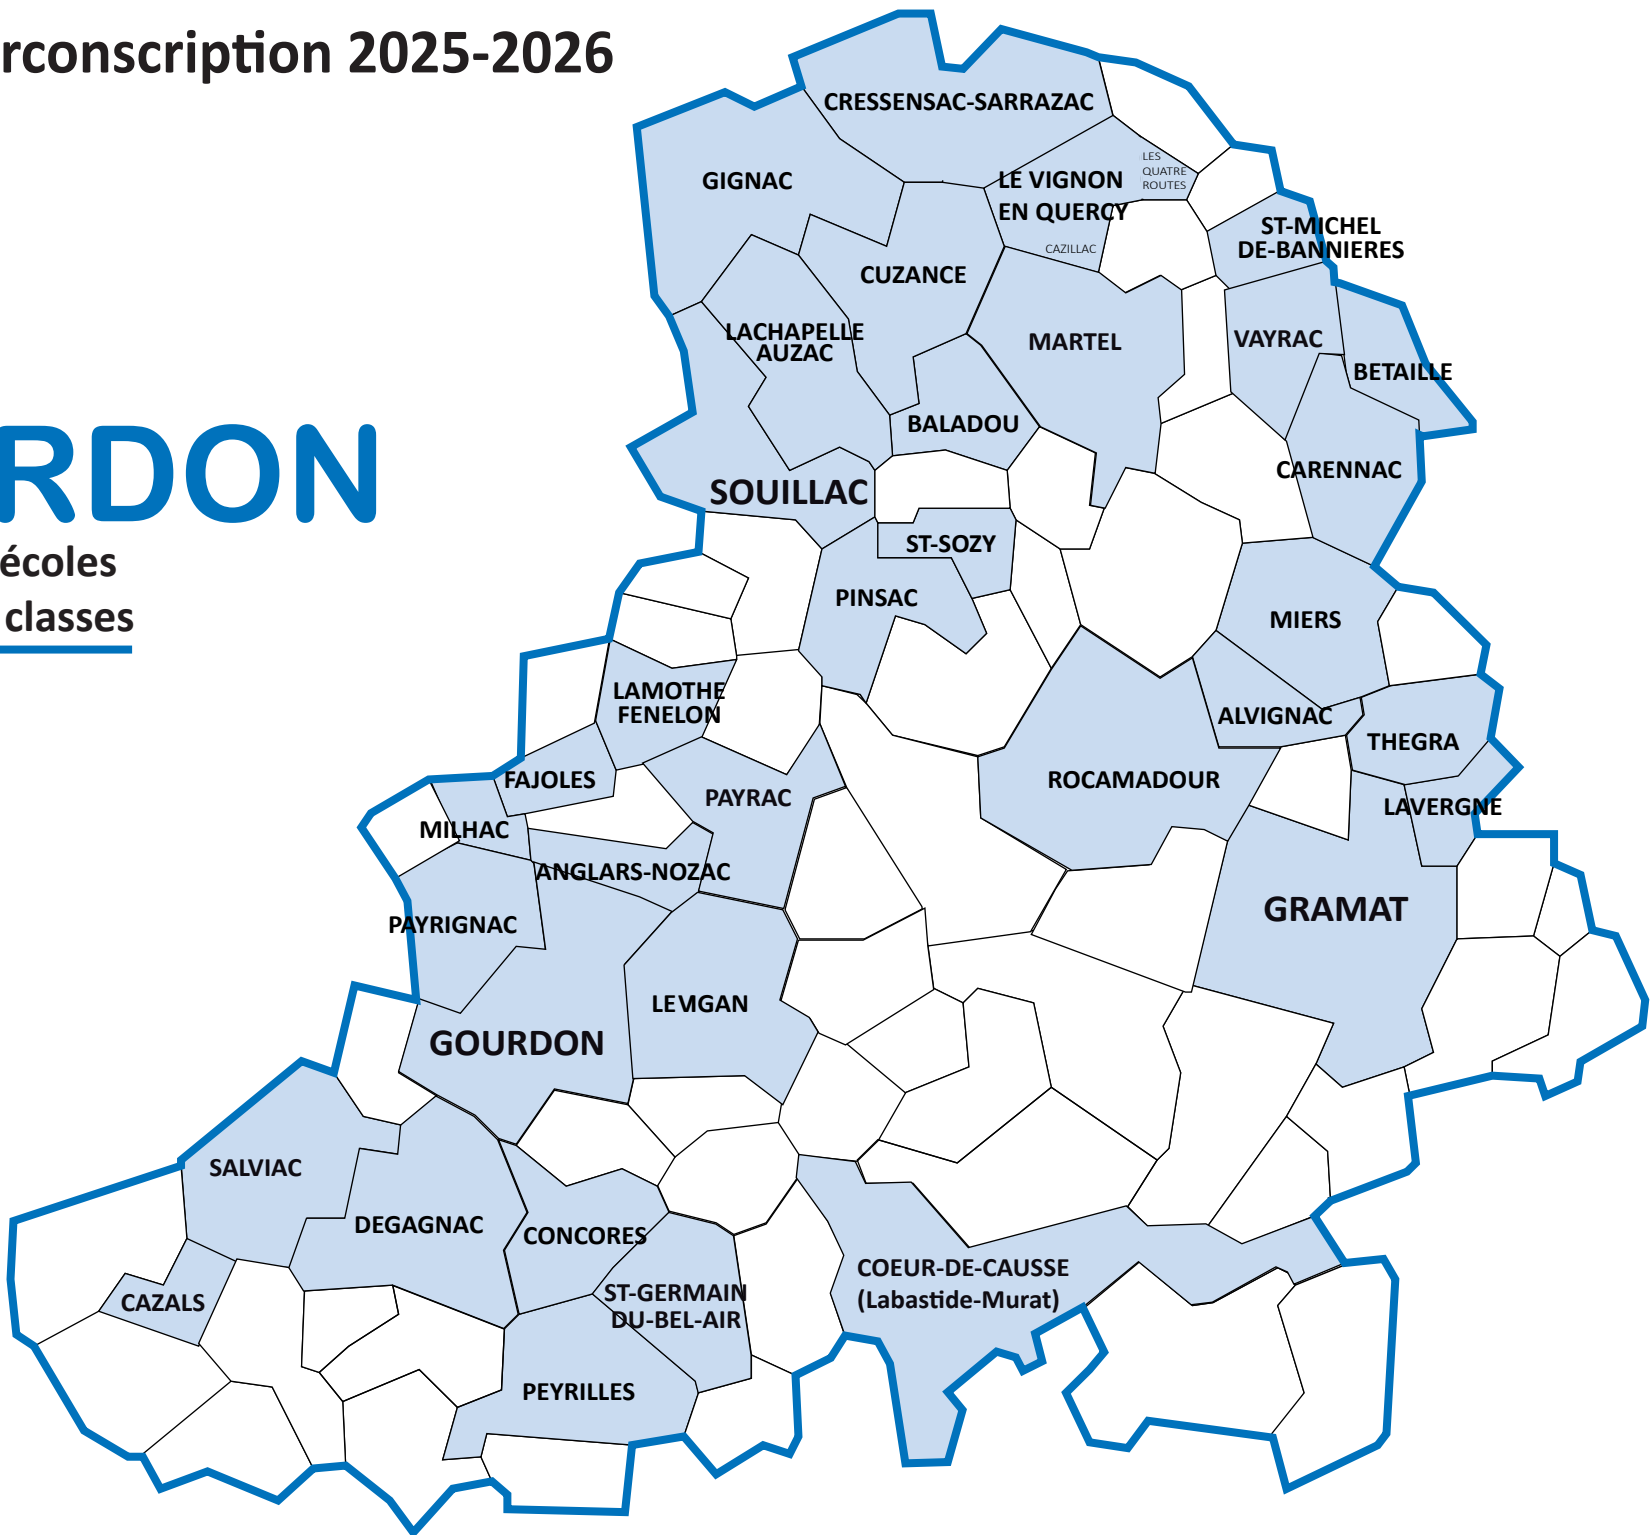 rconscription 2025-2026
CRESSENSAC-SARRAZAC
GIGNAC
LE VIGNON
EN QUERCY
LES
QUATRE
ROUTES
CAZILLAC
ST-MICHEL
DE-BANNIERES
CUZANCE
LACHAPELLE
AUZAC
MARTEL
VAYRAC
BETAILLE
BALADOU
RDON
CARENNAC
SOUILLAC
écoles
ST-SOZY
classes
PINSAC
MIERS
LAMOTHE
FENELON
ALVIGNAC
THEGRA
FAJOLES
PAYRAC
ROCAMADOUR
LAVERGNE
MILHAC
ANGLARS-NOZAC
PAYRIGNAC
GRAMAT
LE VIGAN
GOURDON
SALVIAC
DEGAGNAC
CONCORES
COEUR-DE-CAUSSE
(Labastide-Murat)
CAZALS
ST-GERMAIN
DU-BEL-AIR
PEYRILLES